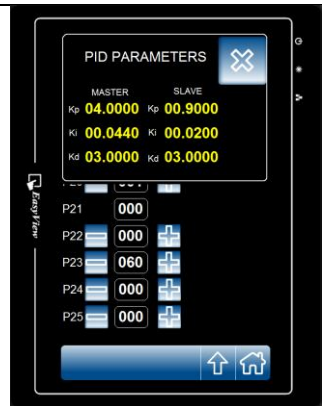 PID PARAMETERS
MASTER SLAVE
Kp 04.0000 Kp 00.9000
Ki 00.0440 Ki 00.0200
Kd 03.0000 Kd 03.0000
EasyView
P21 000
P22 000
P23 060
P24 000
P25 000